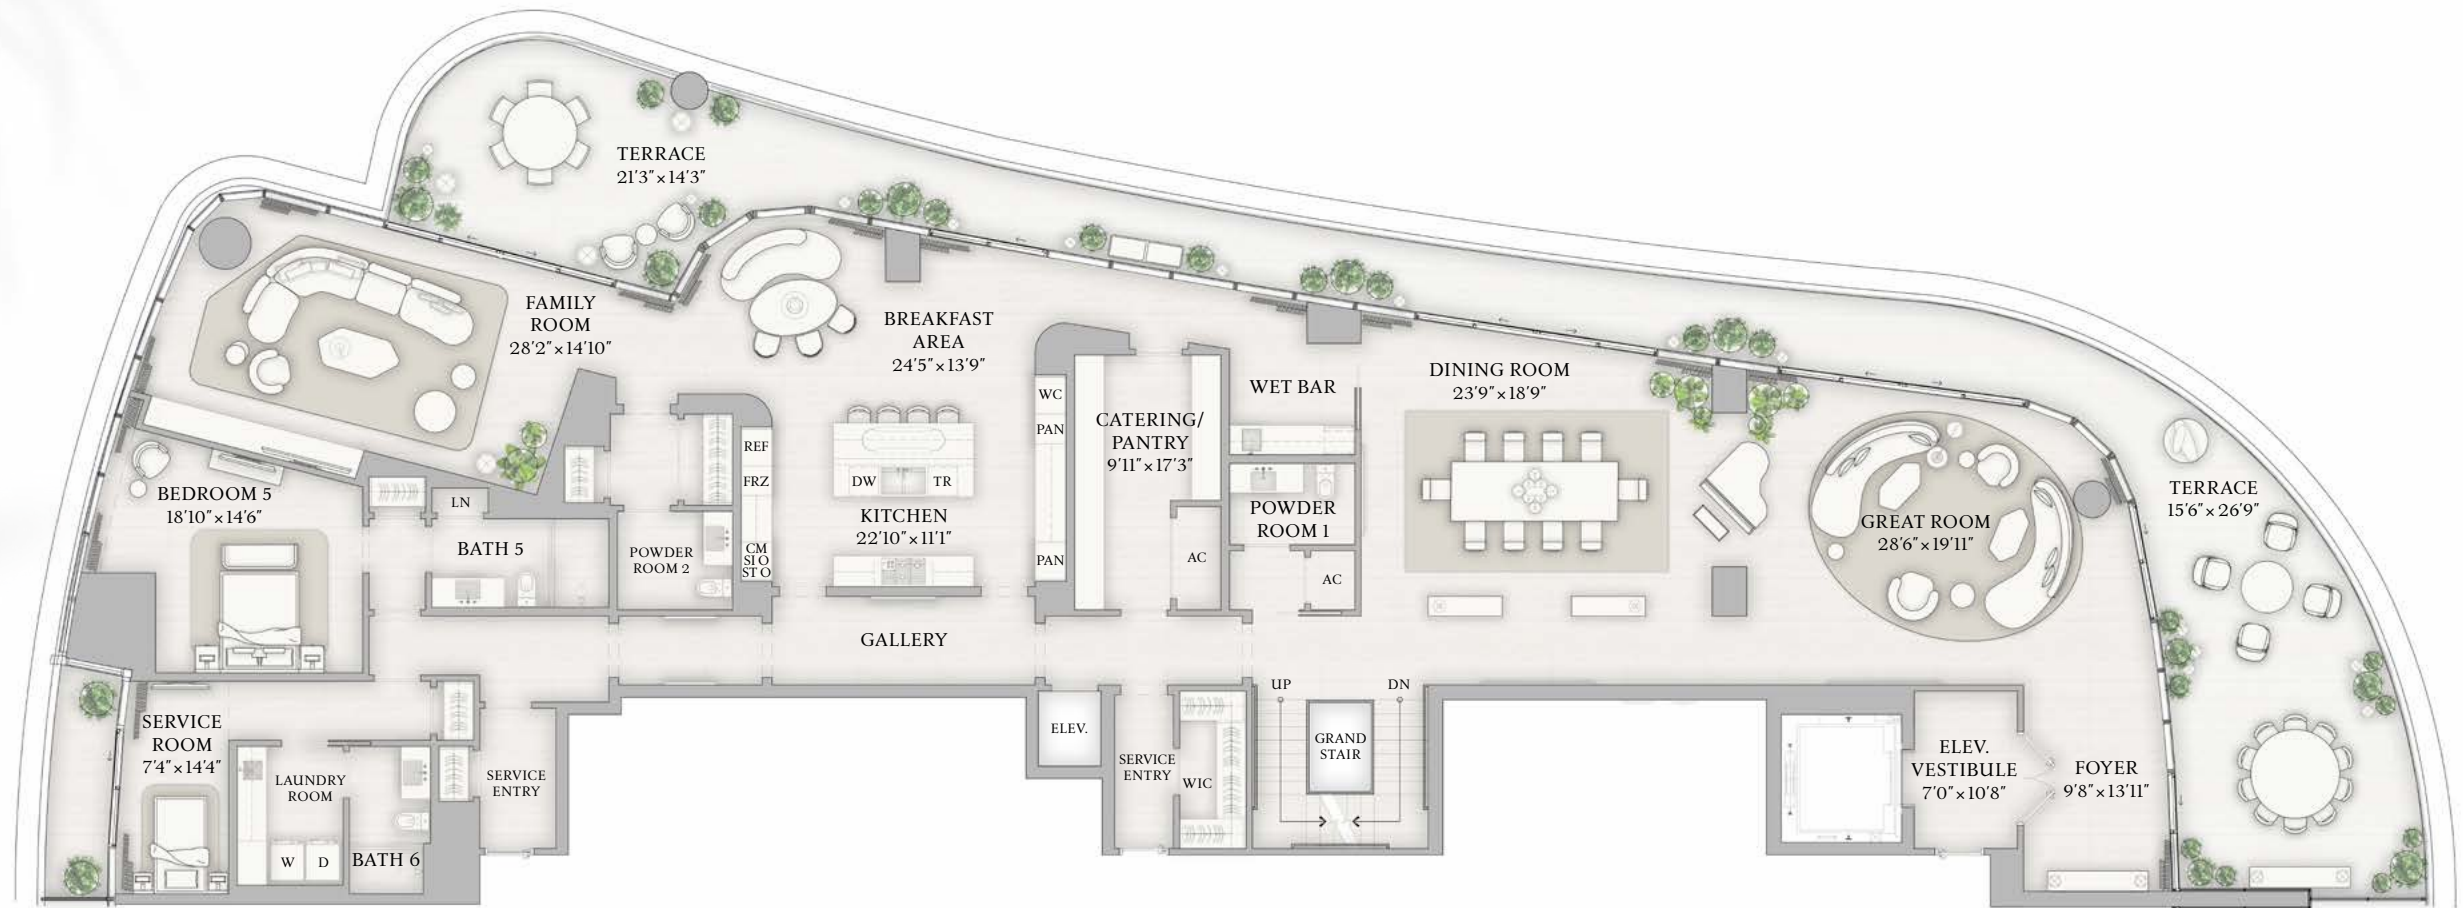 TERRACE
21'3"×14'3"
FAMILY
ROOM
28'2"×14'10"
BREAKFAST
AREA
24'5"×13'9"
DINING ROOM
23'9"×18'9"
WET BAR
WC
PAN
PAN
CATERING/
PANTRY
9'11"×17'3"
AC
REF
FRZ
CM
SI O
ST O
DW
TR
KITCHEN
22'10"×11'1"
BEDROOM 5
18'10"×14'6"
LN
BATH 5
POWDER
ROOM 2
POWDER
ROOM 1
AC
GREAT ROOM
28'6"×19'11"
TERRACE
15'6"×26'9"
GALLERY
SERVICE
ROOM
7'4"×14'4"
LAUNDRY
ROOM
W
D
BATH 6
SERVICE
ENTRY
ELEV.
SERVICE
ENTRY
WIC
UP
DN
GRAND
STAIR
ELEV.
VESTIBULE
7'0"×10'8"
FOYER
9'8"×13'11"